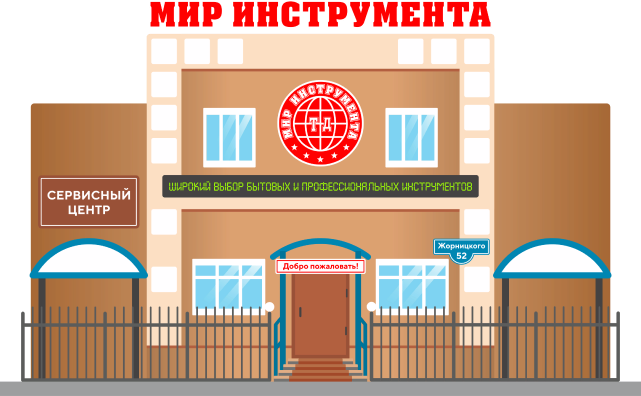 МИР ИНСТРУМЕНТА
МИР ИНСТРУМЕНТА
ТД
ШИРОКИЙ ВЫБОР БЫТОВЫХ И ПРОФЕССИОНАЛЬНЫХ ИНСТРУМЕНТОВ
СЕРВИСНЫЙ
ЦЕНТР
Жорницкого
52
Добро пожаловать!